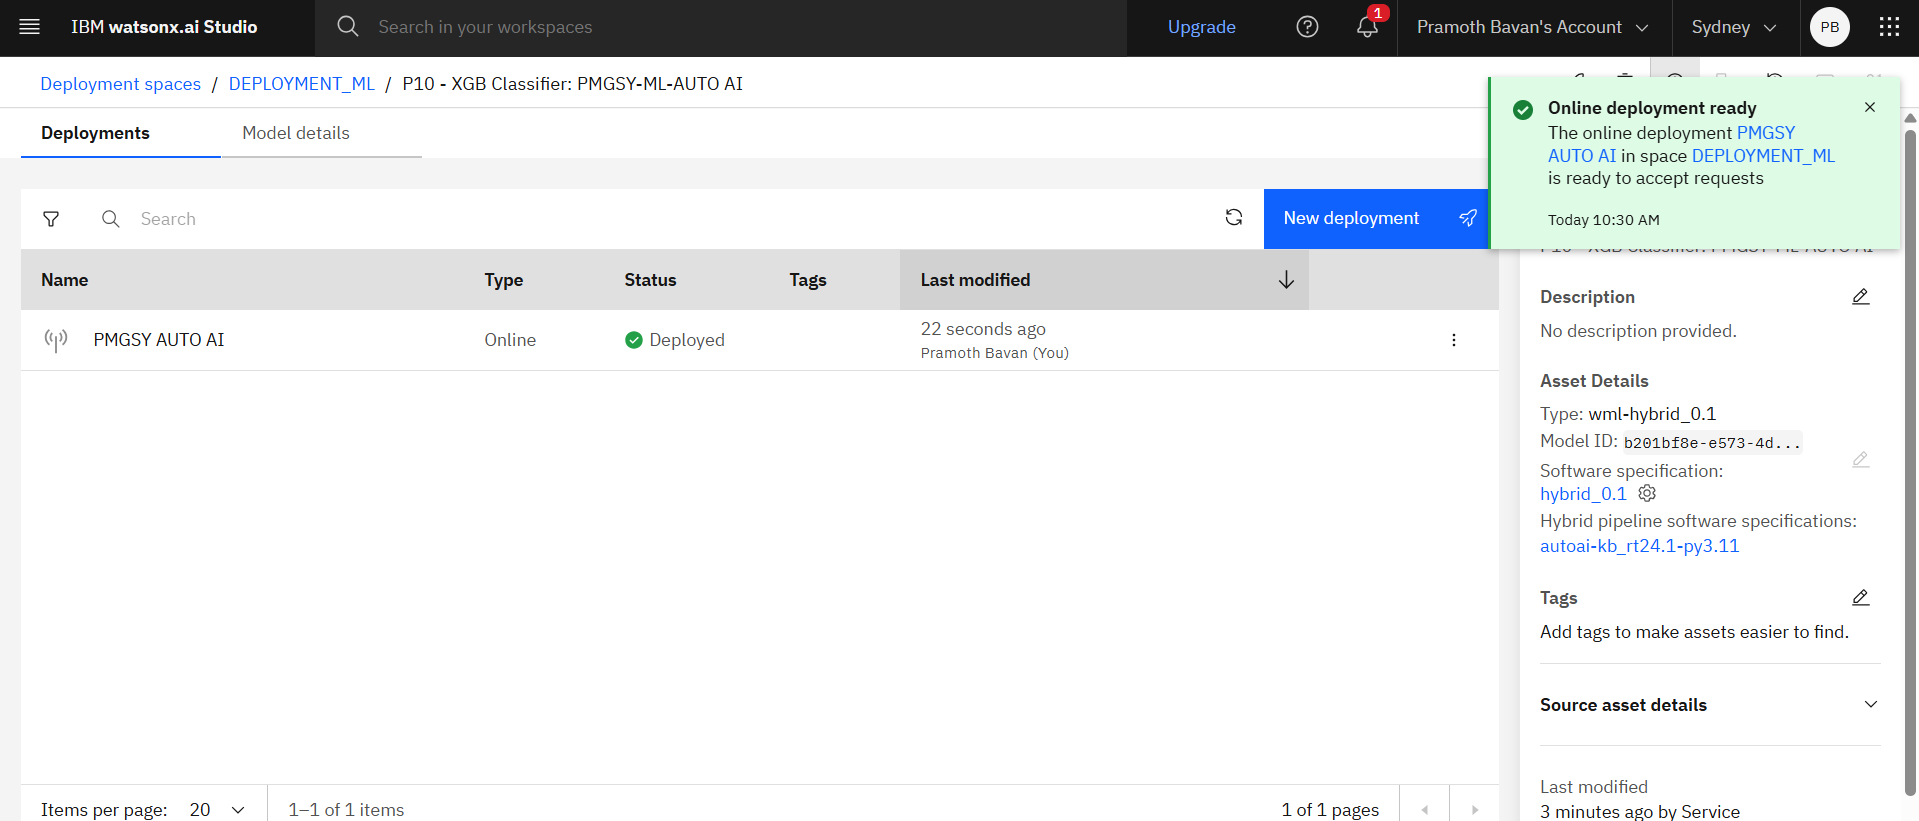 IBM watsonx.ai Studio
Search in your workspaces
Upgrade
1
Pramoth Bavan's Account
Sydney
PB
Deployment spaces / DEPLOYMENT_ML / P10 - XGB Classifier: PMGSY-ML-AUTO AI
Online deployment ready
The online deployment PMGSY
AUTO AI in space DEPLOYMENT_ML
is ready to accept requests
Today 10:30 AM
Deployments
Model details
Search
New deployment
Name
Type
Status
Tags
Last modified
PMGSY AUTO AI
Online
Deployed
22 seconds ago
Pramoth Bavan (You)
Description
No description provided.
Asset Details
Type: wml-hybrid_0.1
Model ID: b201bf8e-e573-4d...
Software specification:
hybrid_0.1
Hybrid pipeline software specifications:
autoai-kb_rt24.1-py3.11
Tags
Add tags to make assets easier to find.
Source asset details
Last modified
3 minutes ago by Service
Items per page: 20
1–1 of 1 items
1 of 1 pages